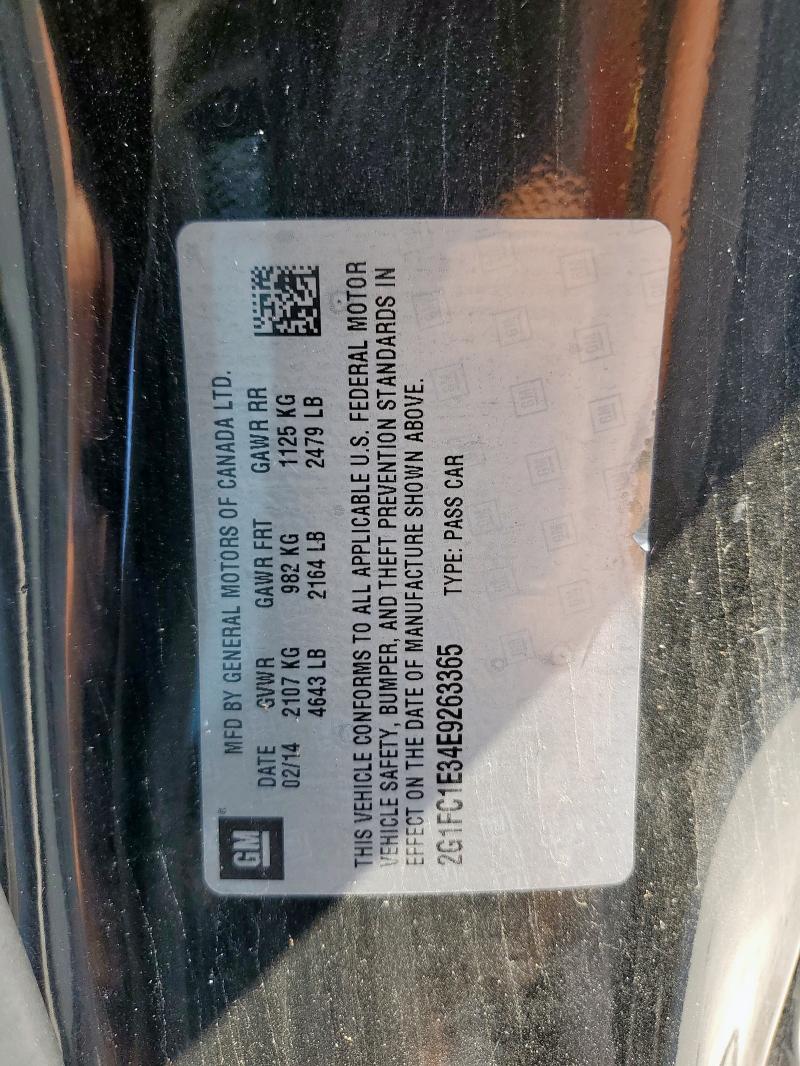 GM
MFD BY GENERAL MOTORS OF CANADA LTD.
DATE GVWR GAWR FRT GAWR RR
02/14 2107 KG 982 KG 1125 KG
4643 LB 2164 LB 2479 LB
THIS VEHICLE CONFORMS TO ALL APPLICABLE U.S. FEDERAL MOTOR
VEHICLE SAFETY, BUMPER, AND THEFT PREVENTION STANDARDS IN
EFFECT ON THE DATE OF MANUFACTURE SHOWN ABOVE.
2G1FC1E34E9263365 TYPE: PASS CAR